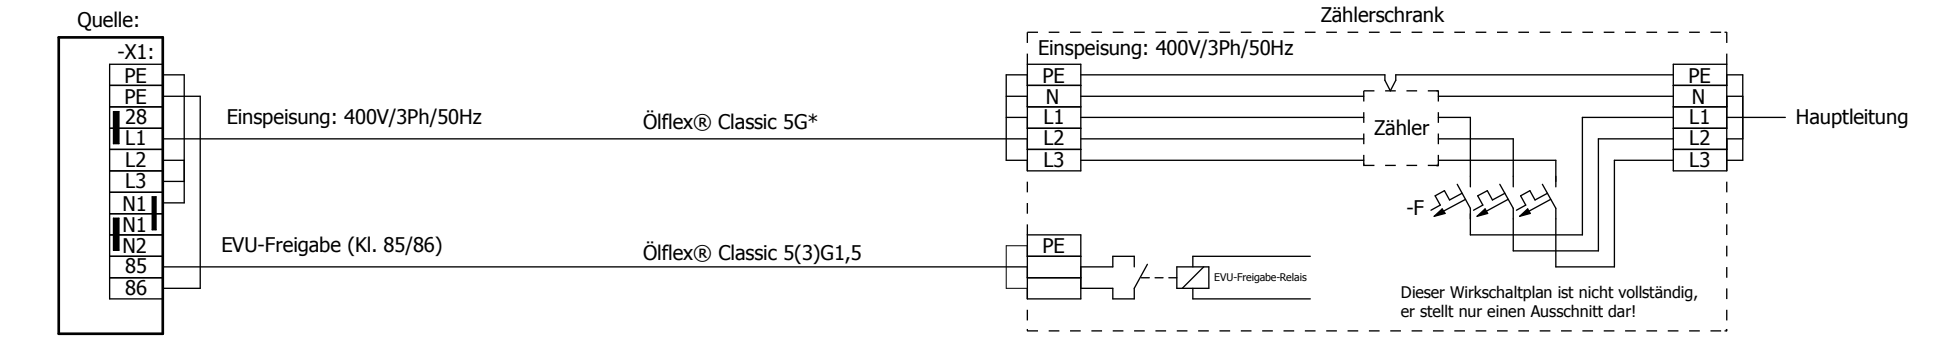 Quelle:
-X1:
PE
PE
28
L1
L2
L3
N1
N1
N2
85
86
Einspeisung: 400V/3Ph/50Hz
Ölflex® Classic 5G*
EVU-Freigabe (Kl. 85/86)
Ölflex® Classic 5(3)G1,5
Zählerschrank
Einspeisung: 400V/3Ph/50Hz
PE
N
L1
L2
L3
Zähler
-F
PE
N
L1
L2
L3
Hauptleitung
PE
EVU-Freigabe-Relais
Dieser Wirkschaltplan ist nicht vollständig,
er stellt nur einen Ausschnitt dar!